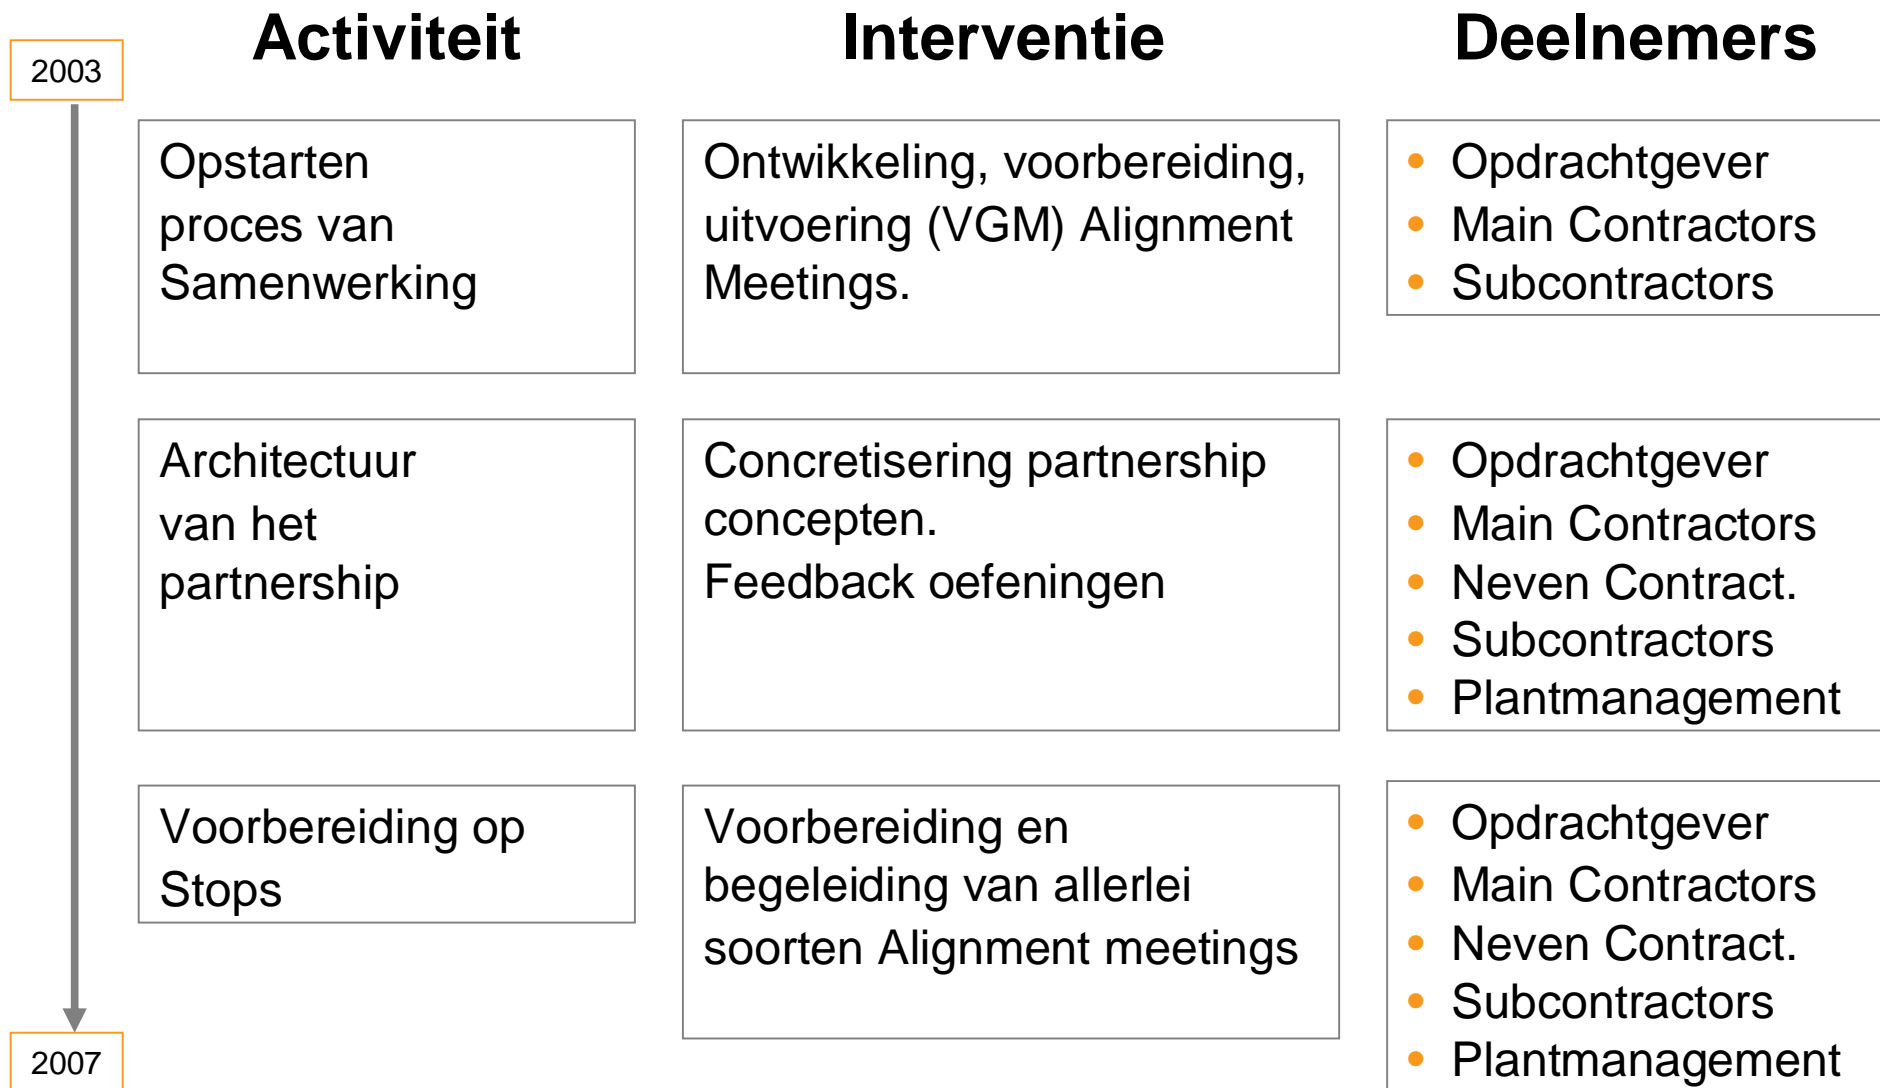 Activiteit
Interventie
Deelnemers
2003
Opstarten
proces van
Samenwerking
Ontwikkeling, voorbereiding,
uitvoering (VGM) Alignment
Meetings.
• Opdrachtgever
• Main Contractors
• Subcontractors
Architectuur
van het
partnership
Concretisering partnership
concepten.
Feedback oefeningen
• Opdrachtgever
• Main Contractors
• Neven Contract.
• Subcontractors
• Plantmanagement
Voorbereiding op
Stops
Voorbereiding en
begeleiding van allerlei
soorten Alignment meetings
• Opdrachtgever
• Main Contractors
• Neven Contract.
• Subcontractors
• Plantmanagement
2007